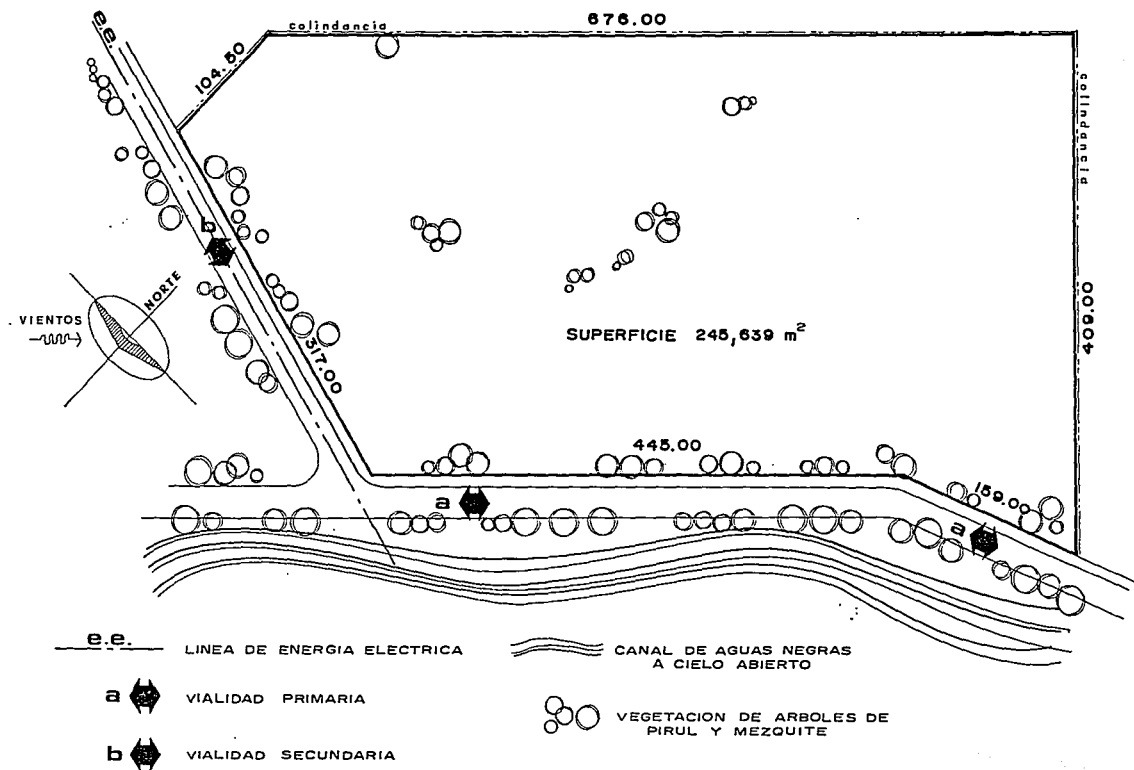 e.e.
colindancia
676.00
104.50
colindancia
b
NORTE
VIENTOS
SUPERFICIE 245,639 m²
409.00
317.00
445.00
a
159.00
a
e.e. LINEA DE ENERGIA ELECTRICA
CANAL DE AGUAS NEGRAS
A CIELO ABIERTO
a VIALIDAD PRIMARIA
VEGETACION DE ARBOLES DE
PIRUL Y MEZQUITE
b VIALIDAD SECUNDARIA